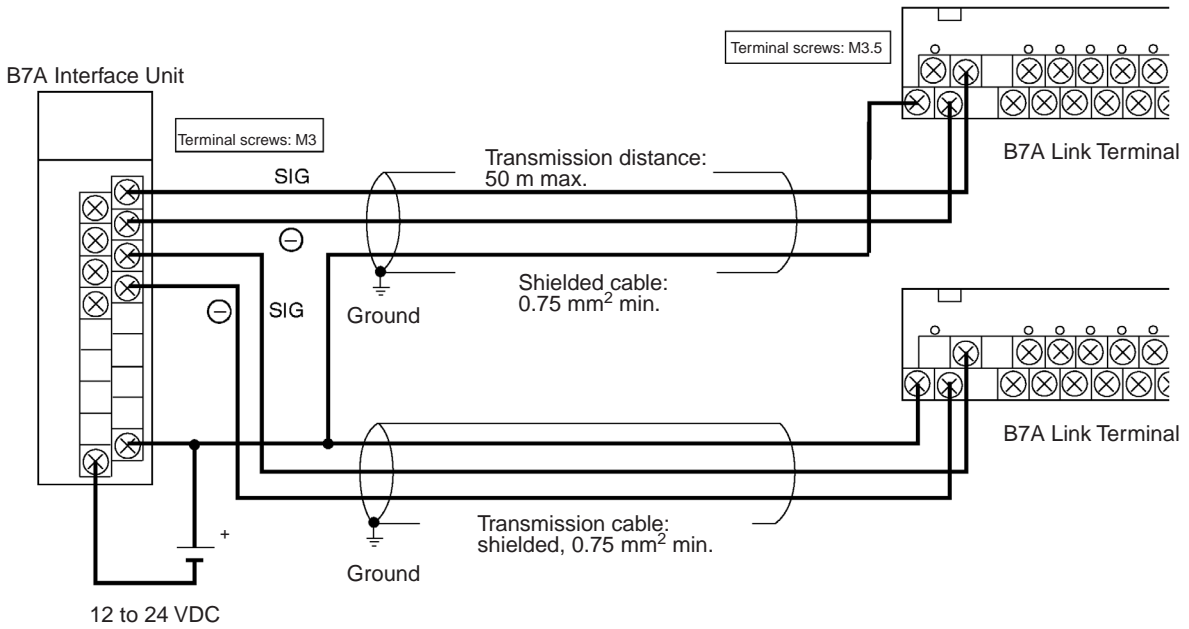 Terminal screws: M3.5
B7A Interface Unit
Terminal screws: M3
B7A Link Terminal
Transmission distance:
50 m max.
SIG
⊖
Shielded cable:
0.75 mm² min.
⊖
SIG
Ground
B7A Link Terminal
+
Transmission cable:
shielded, 0.75 mm² min.
Ground
12 to 24 VDC